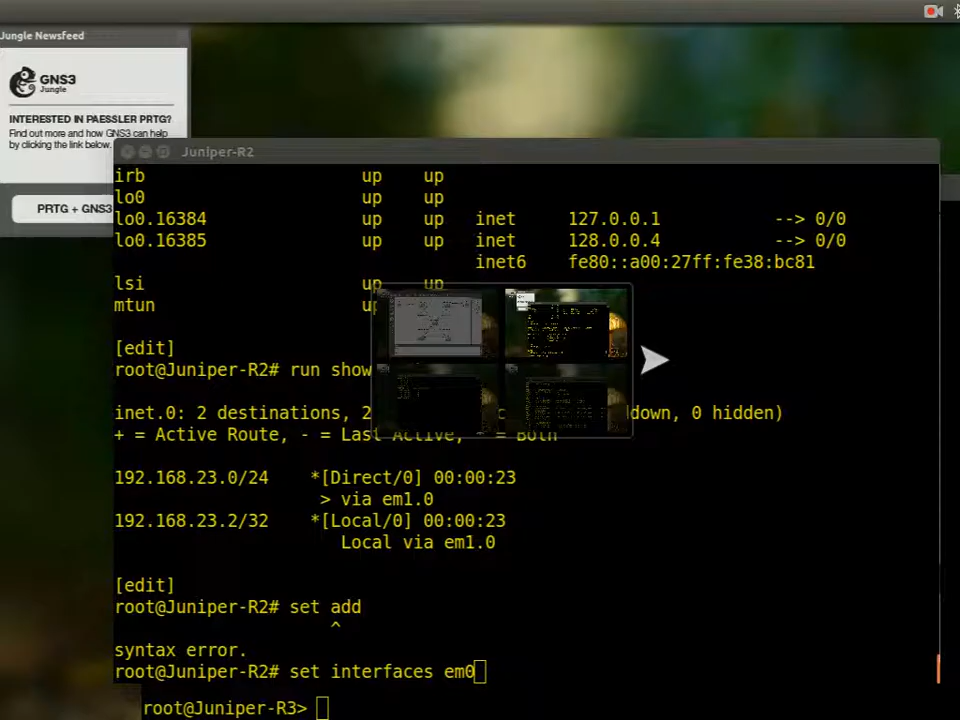 Jungle Newsfeed
GNS3
Jungle
INTERESTED IN PAESSLER PRTG?
Find out more and how GNS3 can help
by clicking the link below.
PRTG + GNS3
Juniper-R2
irb up up
lo0 up up
lo0.16384 up up inet 127.0.0.1 --> 0/0
lo0.16385 up up inet 128.0.0.4 --> 0/0
inet6 fe80::a00:27ff:fe38:bc81
lsi up up
mtun up
[edit]
root@Juniper-R2# run show
inet.0: 2 destinations, 2 down, 0 hidden)
+ = Active Route, - = Last Active, * = Both
192.168.23.0/24 *[Direct/0] 00:00:23
> via em1.0
192.168.23.2/32 *[Local/0] 00:00:23
Local via em1.0
[edit]
root@Juniper-R2# set add
^
syntax error.
root@Juniper-R2# set interfaces em0
root@Juniper-R3>